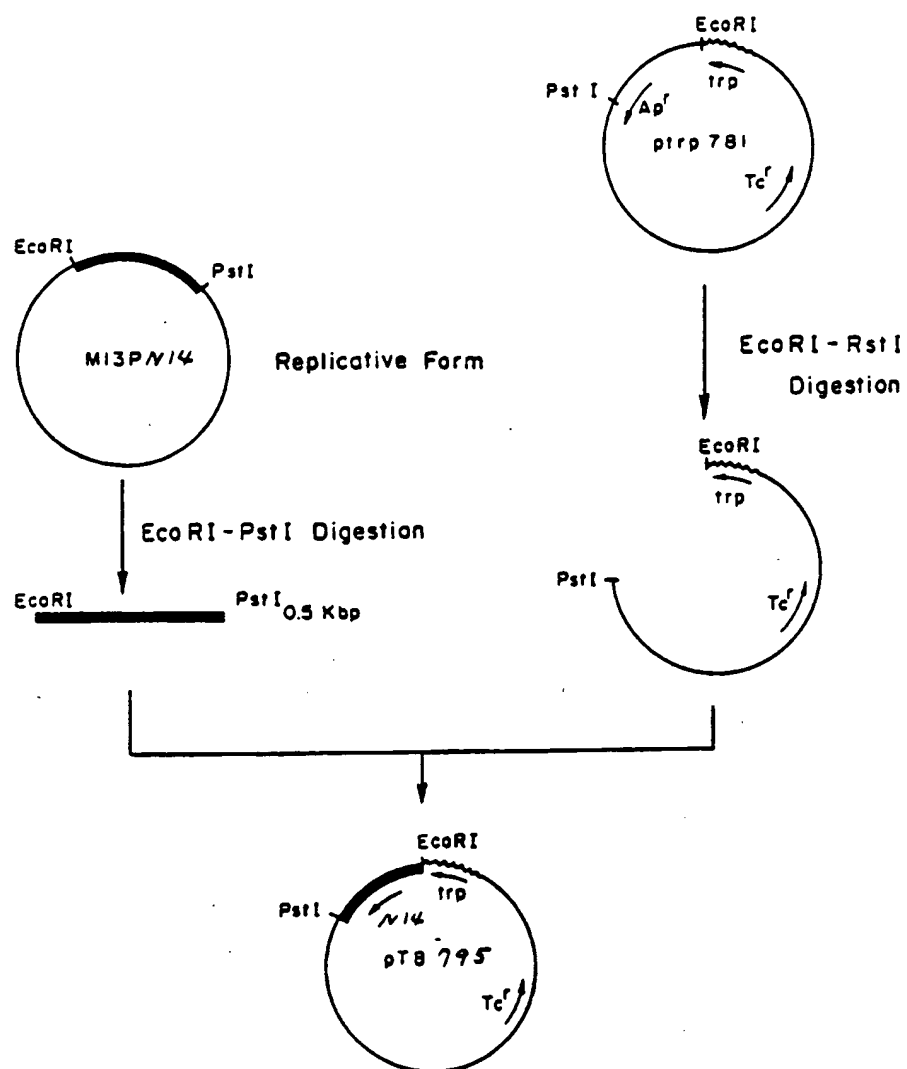 EcoRI
trp
Pst I
Apʳ
ptrp 781
Tcʳ
EcoRI
PstI
M13PN14
Replicative Form
EcoRI-RstI
Digestion
EcoRI
trp
PstI
Tcʳ
EcoRI-PstI Digestion
EcoRI
PstI
0.5 Kbp
EcoRI
trp
PstI
N14
pT8 795
Tcʳ